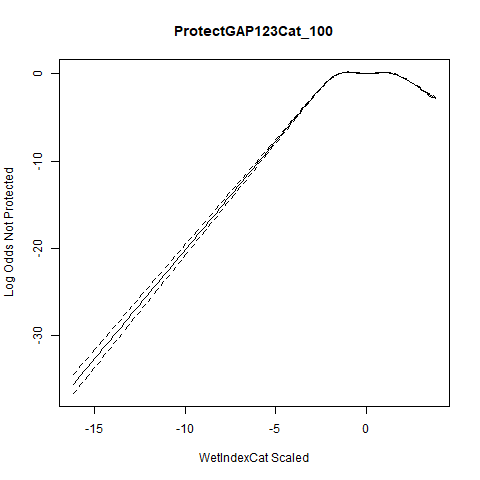 ProtectGAP123Cat_100
0
-10
-20
-30
Log Odds Not Protected
-15 -10 -5 0
WetIndexCat Scaled